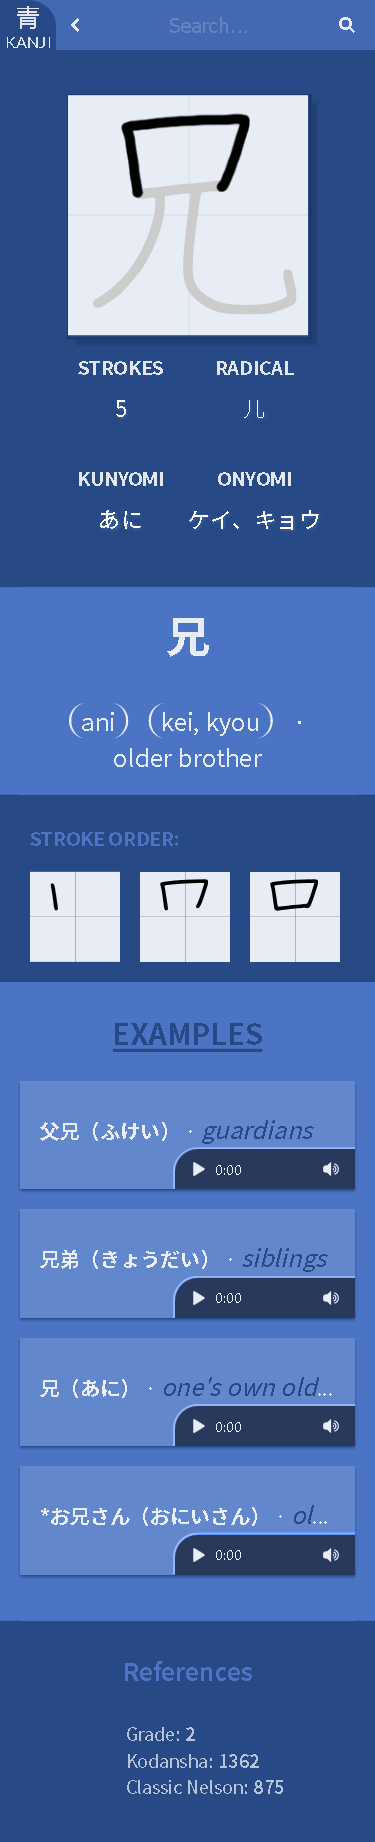 青
KANJI
Search...
STROKES
RADICAL
5
儿
KUNYOMI
ONYOMI
あに
ケイ、キョウ
兄
（ani）（kei, kyou） ·
older brother
STROKE ORDER:
EXAMPLES
父兄（ふけい） · guardians
0:00
兄弟（きょうだい） · siblings
0:00
兄（あに） · one's own old...
0:00
*お兄さん（おにいさん） · ol...
0:00
References
Grade: 2
Kodansha: 1362
Classic Nelson: 875